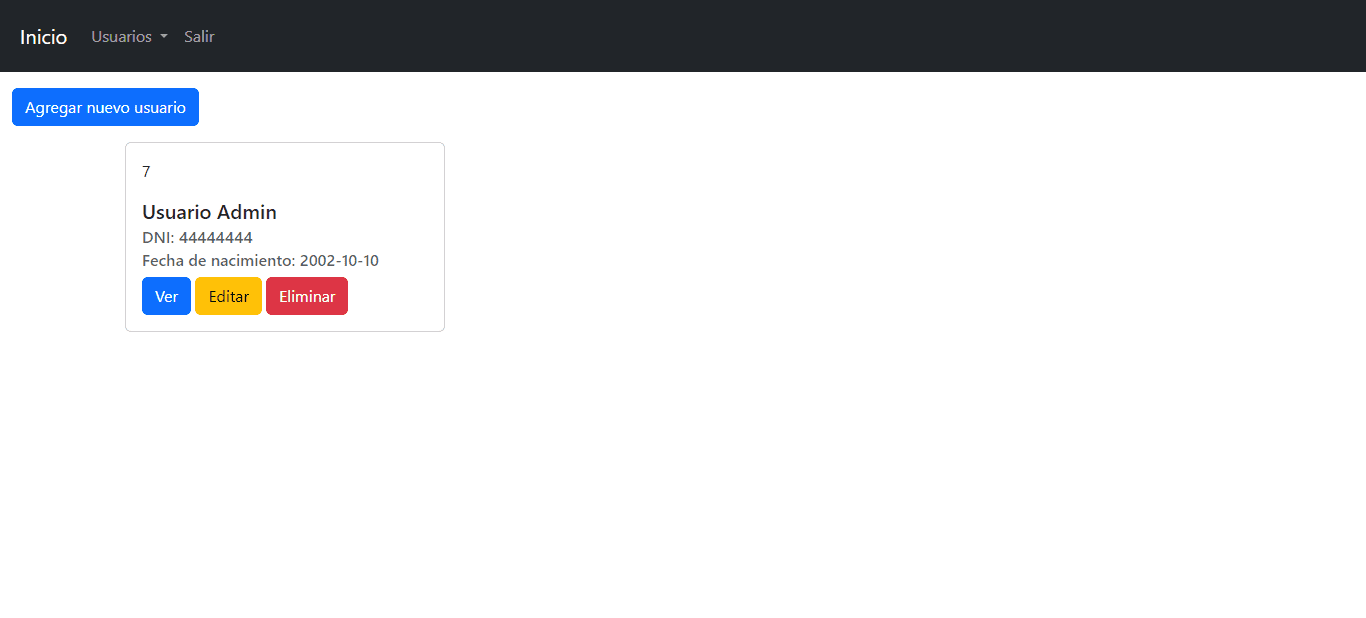 Inicio Usuarios Salir
Agregar nuevo usuario
7
Usuario Admin
DNI: 44444444
Fecha de nacimiento: 2002-10-10
Ver Editar Eliminar